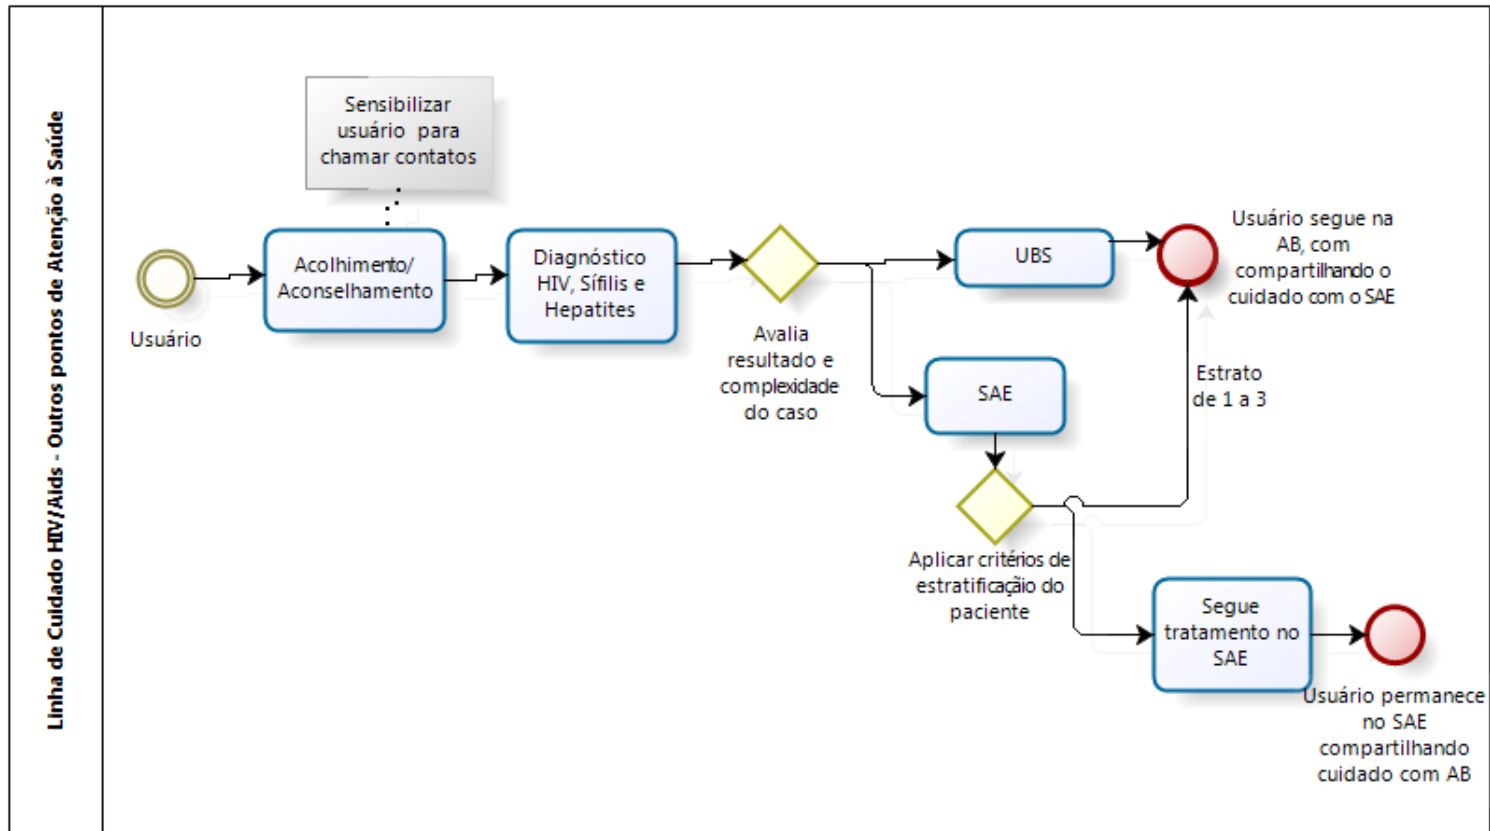 Linha de Cuidado HIV/Aids - Outros pontos de Atenção à Saúde
Sensibilizar
usuário para
chamar contatos
Usuário
Acolhimento/
Aconselhamento
Diagnóstico
HIV, Sífilis e
Hepatites
Avalia
resultado e
complexidade
do caso
UBS
Usuário segue na
AB, com
compartilhando o
cuidado com o SAE
SAE
Estrato
de 1 a 3
Aplicar critérios de
estratificação do
paciente
Segue
tratamento no
SAE
Usuário permanece
no SAE
compartilhando
cuidado com AB